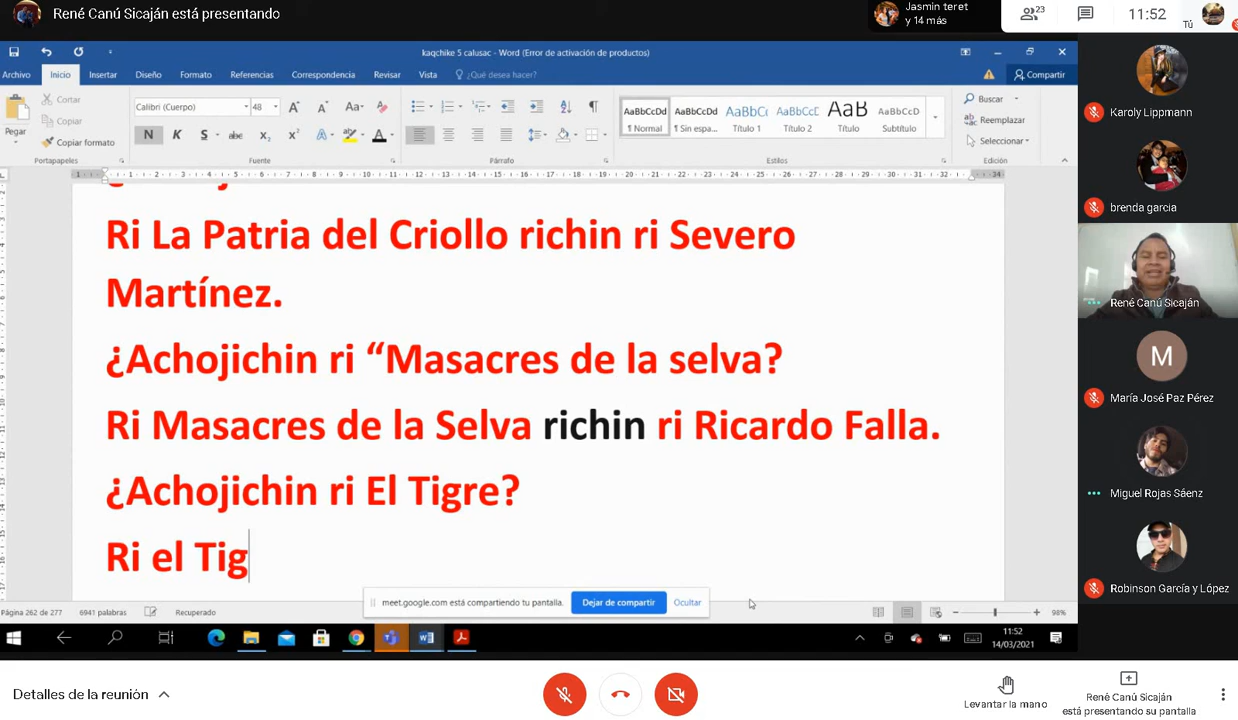 René Canú Sicaján está presentando
Jasmin teret
y 14 más
23
11:52
Tú
kaqchike 5 calusac - Word (Error de activación de productos)
Archivo Inicio Insertar Diseño Formato Referencias Correspondencia Revisar Vista ¿Qué desea hacer? Compartir
Pegar
Cortar
Copiar
Copiar formato
Portapapeles
Calibri (Cuerpo) 48
N K S abc x₂ x²
Fuente
Párrafo
AaBbCcDd AaBbCcDd AaBbCc AaBbCcC AaB AaBbCcD
¶ Normal ¶ Sin espa... Título 1 Título 2 Título Subtítulo
Estilos
Buscar
Reemplazar
Seleccionar
Edición
Ri La Patria del Criollo richin ri Severo
Martínez.
¿Achojichin ri “Masacres de la selva?
Ri Masacres de la Selva richin ri Ricardo Falla.
¿Achojichin ri El Tigre?
Ri el Tig
meet.google.com está compartiendo tu pantalla. Dejar de compartir Ocultar
Página 262 de 277 6941 palabras Recuperado 98%
11:52
14/03/2021
Karoly Lippmann
brenda garcia
René Canú Sicaján
M
María José Paz Pérez
Miguel Rojas Sáenz
Robinson García y López
Detalles de la reunión
Levantar la mano
René Canú Sicaján
está presentando su pantalla